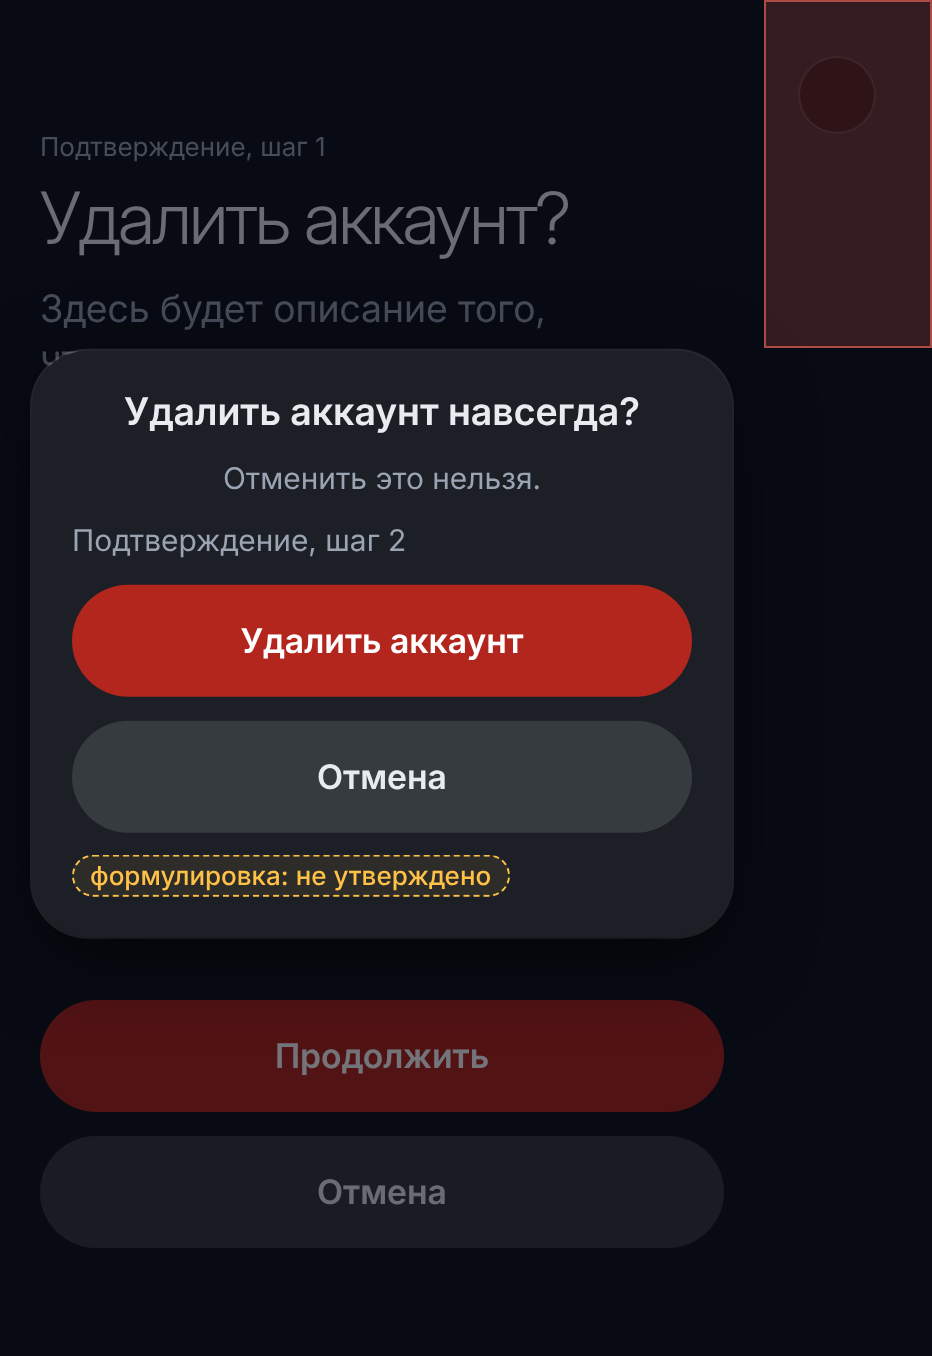 Подтверждение, шаг 1
Удалить аккаунт?
Здесь будет описание того,
Удалить аккаунт навсегда?
Отменить это нельзя.
Подтверждение, шаг 2
Удалить аккаунт
Отмена
формулировка: не утверждено
Продолжить
Отмена